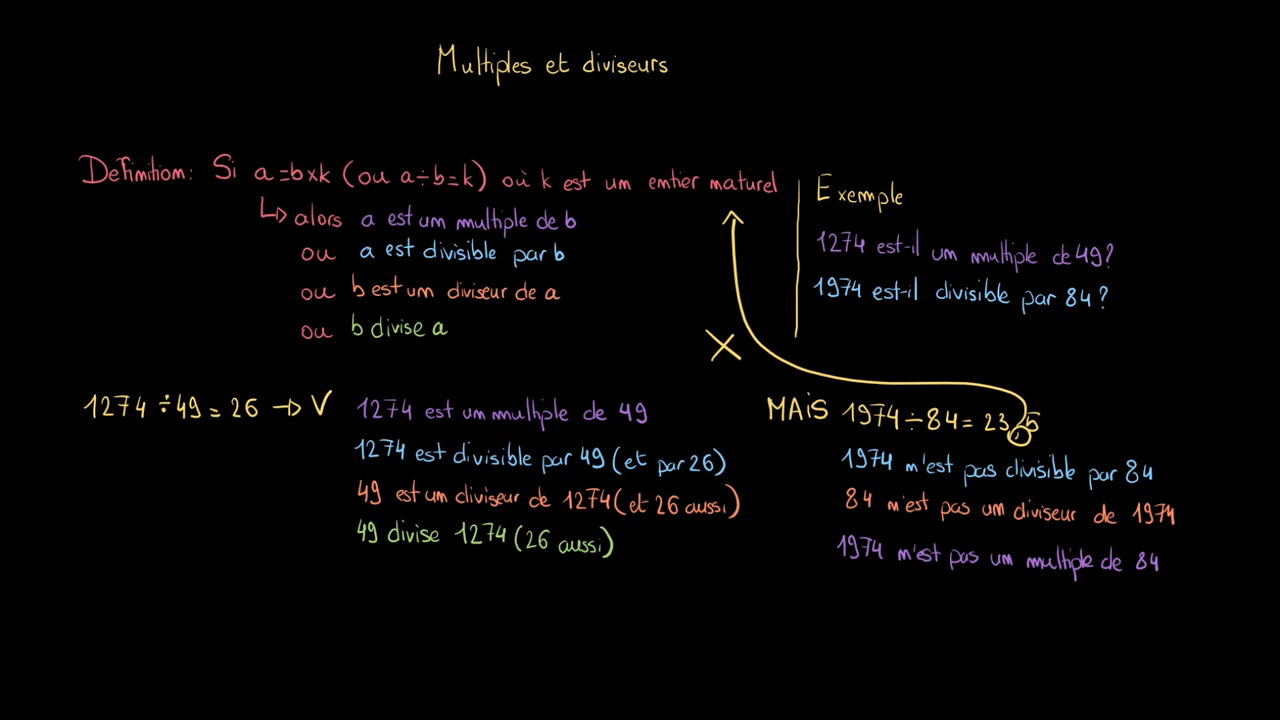 Multiples et diviseurs
Définition: Si a=b×k (ou a÷b=k) où k est un entier naturel
↳ alors a est un multiple de b
ou a est divisible par b
ou b est un diviseur de a
ou b divise a
Exemple
1274 est-il un multiple de 49?
1974 est-il divisible par 84?
1274 ÷ 49 = 26 → V
1274 est un multiple de 49
1274 est divisible par 49 (et par 26)
49 est un diviseur de 1274 (et 26 aussi)
49 divise 1274 (26 aussi)
MAIS 1974 ÷ 84 = 23,5
1974 n'est pas divisible par 84
84 n'est pas un diviseur de 1974
1974 n'est pas un multiple de 84